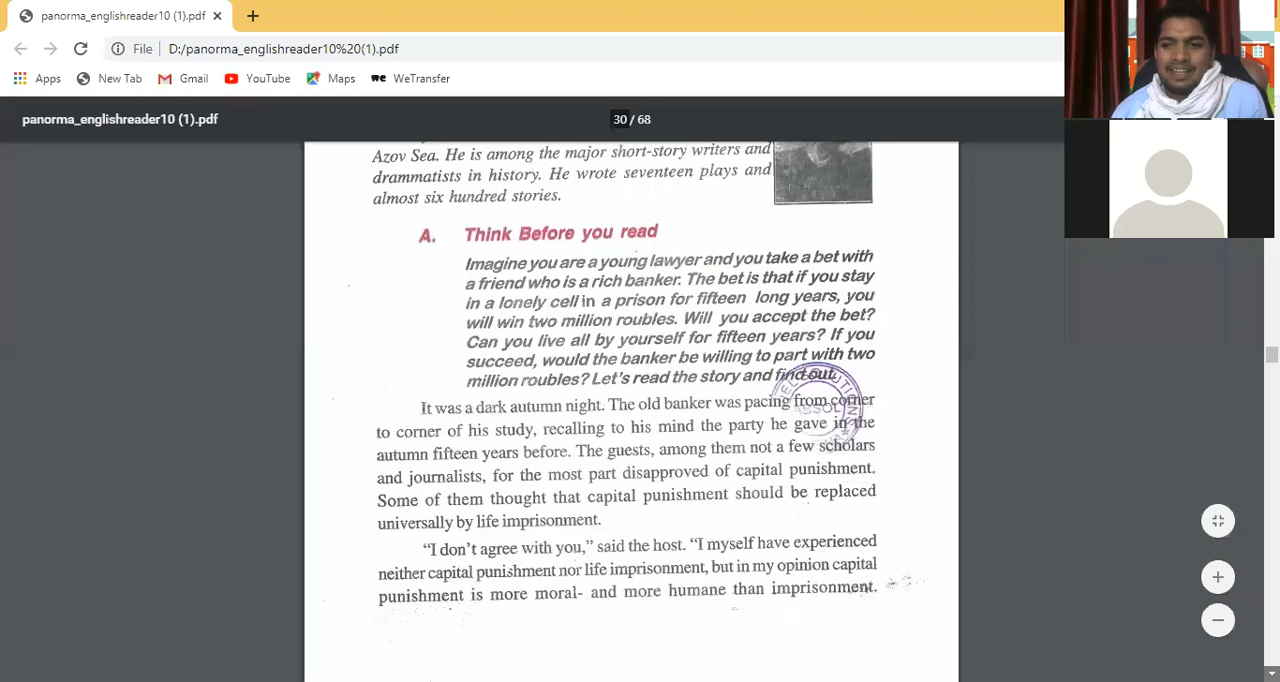 panorma_englishreader10 (1).pdf
File | D:/panorma_englishreader10%20(1).pdf
Apps New Tab Gmail YouTube Maps we WeTransfer
panorma_englishreader10 (1).pdf
30 / 68
Azov Sea. He is among the major short-story writers and
drammatists in history. He wrote seventeen plays and
almost six hundred stories.
A. Think Before you read
Imagine you are a young lawyer and you take a bet with
a friend who is a rich banker. The bet is that if you stay
in a lonely cell in a prison for fifteen long years, you
will win two million roubles. Will you accept the bet?
Can you live all by yourself for fifteen years? If you
succeed, would the banker be willing to part with two
million roubles? Let's read the story and find out.
It was a dark autumn night. The old banker was pacing from corner
to corner of his study, recalling to his mind the party he gave in the
autumn fifteen years before. The guests, among them not a few scholars
and journalists, for the most part disapproved of capital punishment.
Some of them thought that capital punishment should be replaced
universally by life imprisonment.
"I don't agree with you," said the host. "I myself have experienced
neither capital punishment nor life imprisonment, but in my opinion capital
punishment is more moral- and more humane than imprisonment.